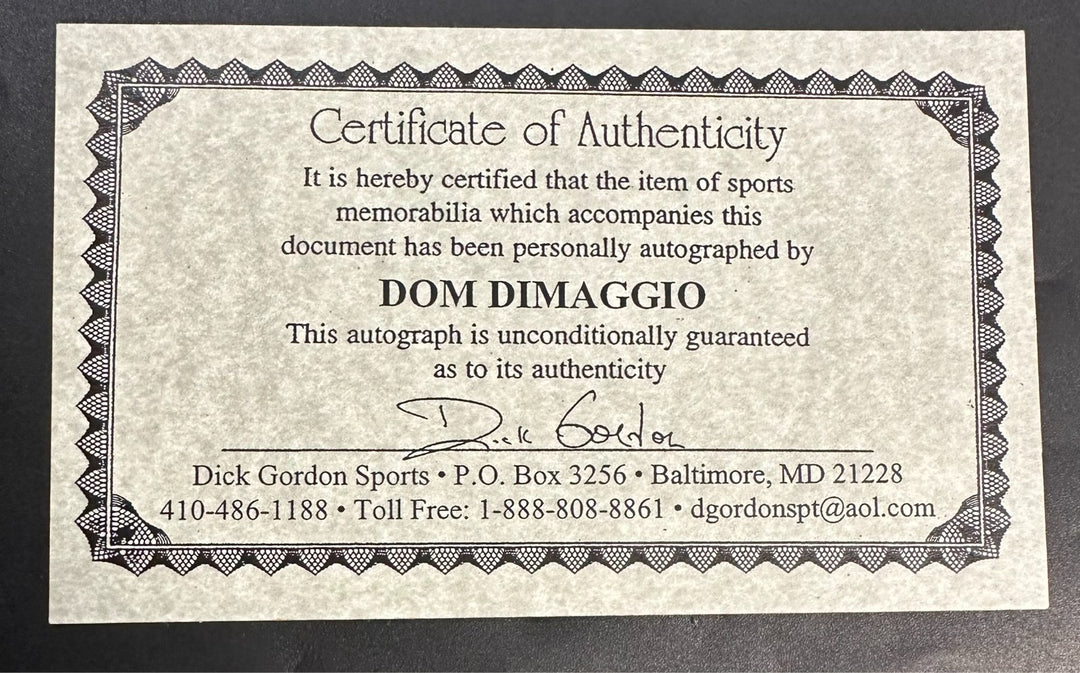 Certificate of Authenticity
It is hereby certified that the item of sports
memorabilia which accompanies this
document has been personally autographed by
DOM DIMAGGIO
This autograph is unconditionally guaranteed
as to its authenticity
Dick Gordon
Dick Gordon Sports • P.O. Box 3256 • Baltimore, MD 21228
410-486-1188 • Toll Free: 1-888-808-8861 • dgordonspt@aol.com